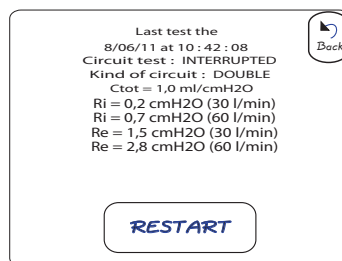 Last test the
Back
8/06/11 at 10 : 42 : 08
Circuit test : INTERRUPTED
Kind of circuit : DOUBLE
Ctot = 1,0 ml/cmH2O
Ri = 0,2 cmH2O (30 l/min)
Ri = 0,7 cmH2O (60 l/min)
Re = 1,5 cmH2O (30 l/min)
Re = 2,8 cmH2O (60 l/min)
RESTART